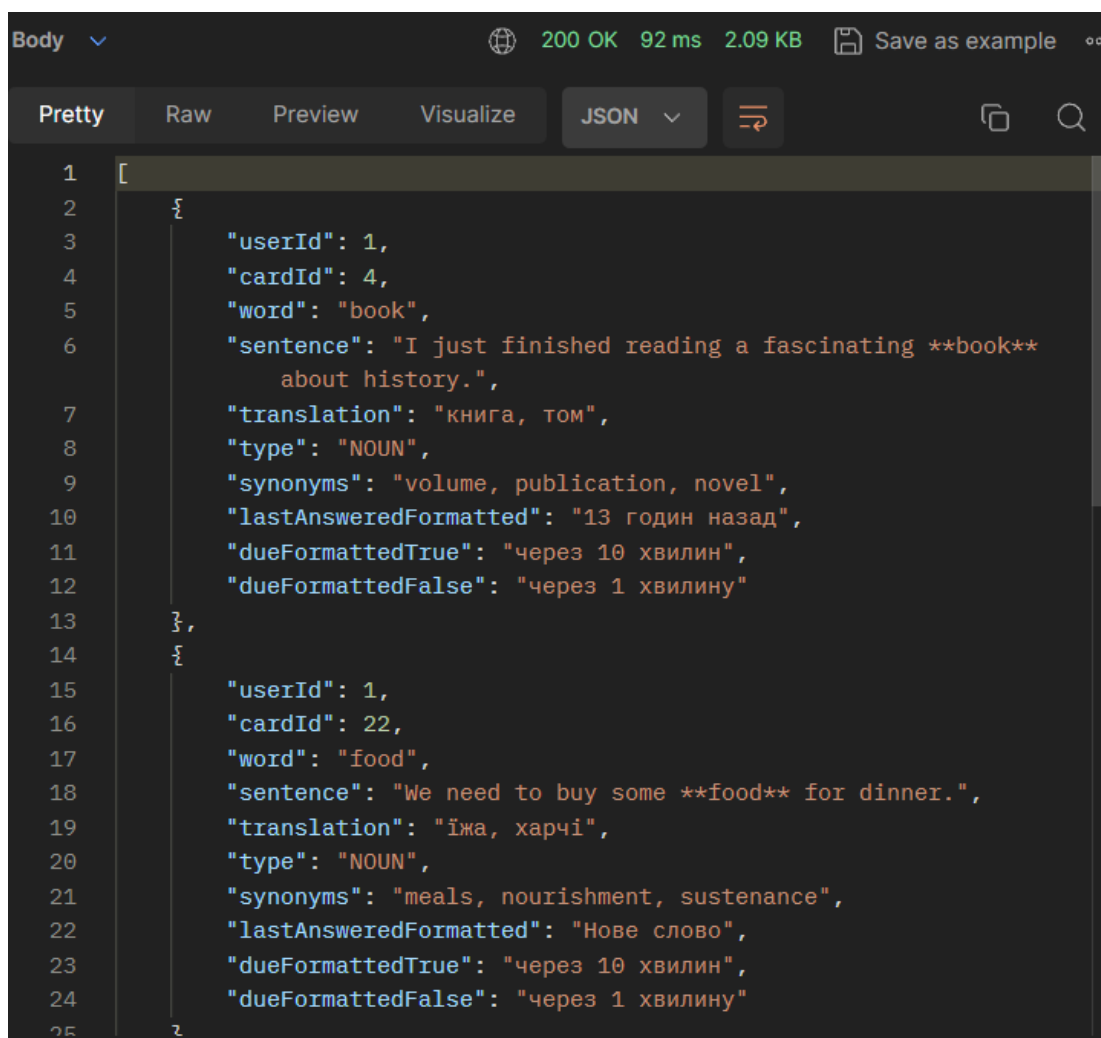 Body
200 OK 92 ms 2.09 KB Save as example
Pretty Raw Preview Visualize JSON
1 [
2 {
3 "userId": 1,
4 "cardId": 4,
5 "word": "book",
6 "sentence": "I just finished reading a fascinating **book**
about history.",
7 "translation": "книга, том",
8 "type": "NOUN",
9 "synonyms": "volume, publication, novel",
10 "lastAnsweredFormatted": "13 годин назад",
11 "dueFormattedTrue": "через 10 хвилин",
12 "dueFormattedFalse": "через 1 хвилину"
13 },
14 {
15 "userId": 1,
16 "cardId": 22,
17 "word": "food",
18 "sentence": "We need to buy some **food** for dinner.",
19 "translation": "їжа, харчі",
20 "type": "NOUN",
21 "synonyms": "meals, nourishment, sustenance",
22 "lastAnsweredFormatted": "Нове слово",
23 "dueFormattedTrue": "через 10 хвилин",
24 "dueFormattedFalse": "через 1 хвилину"
25 }